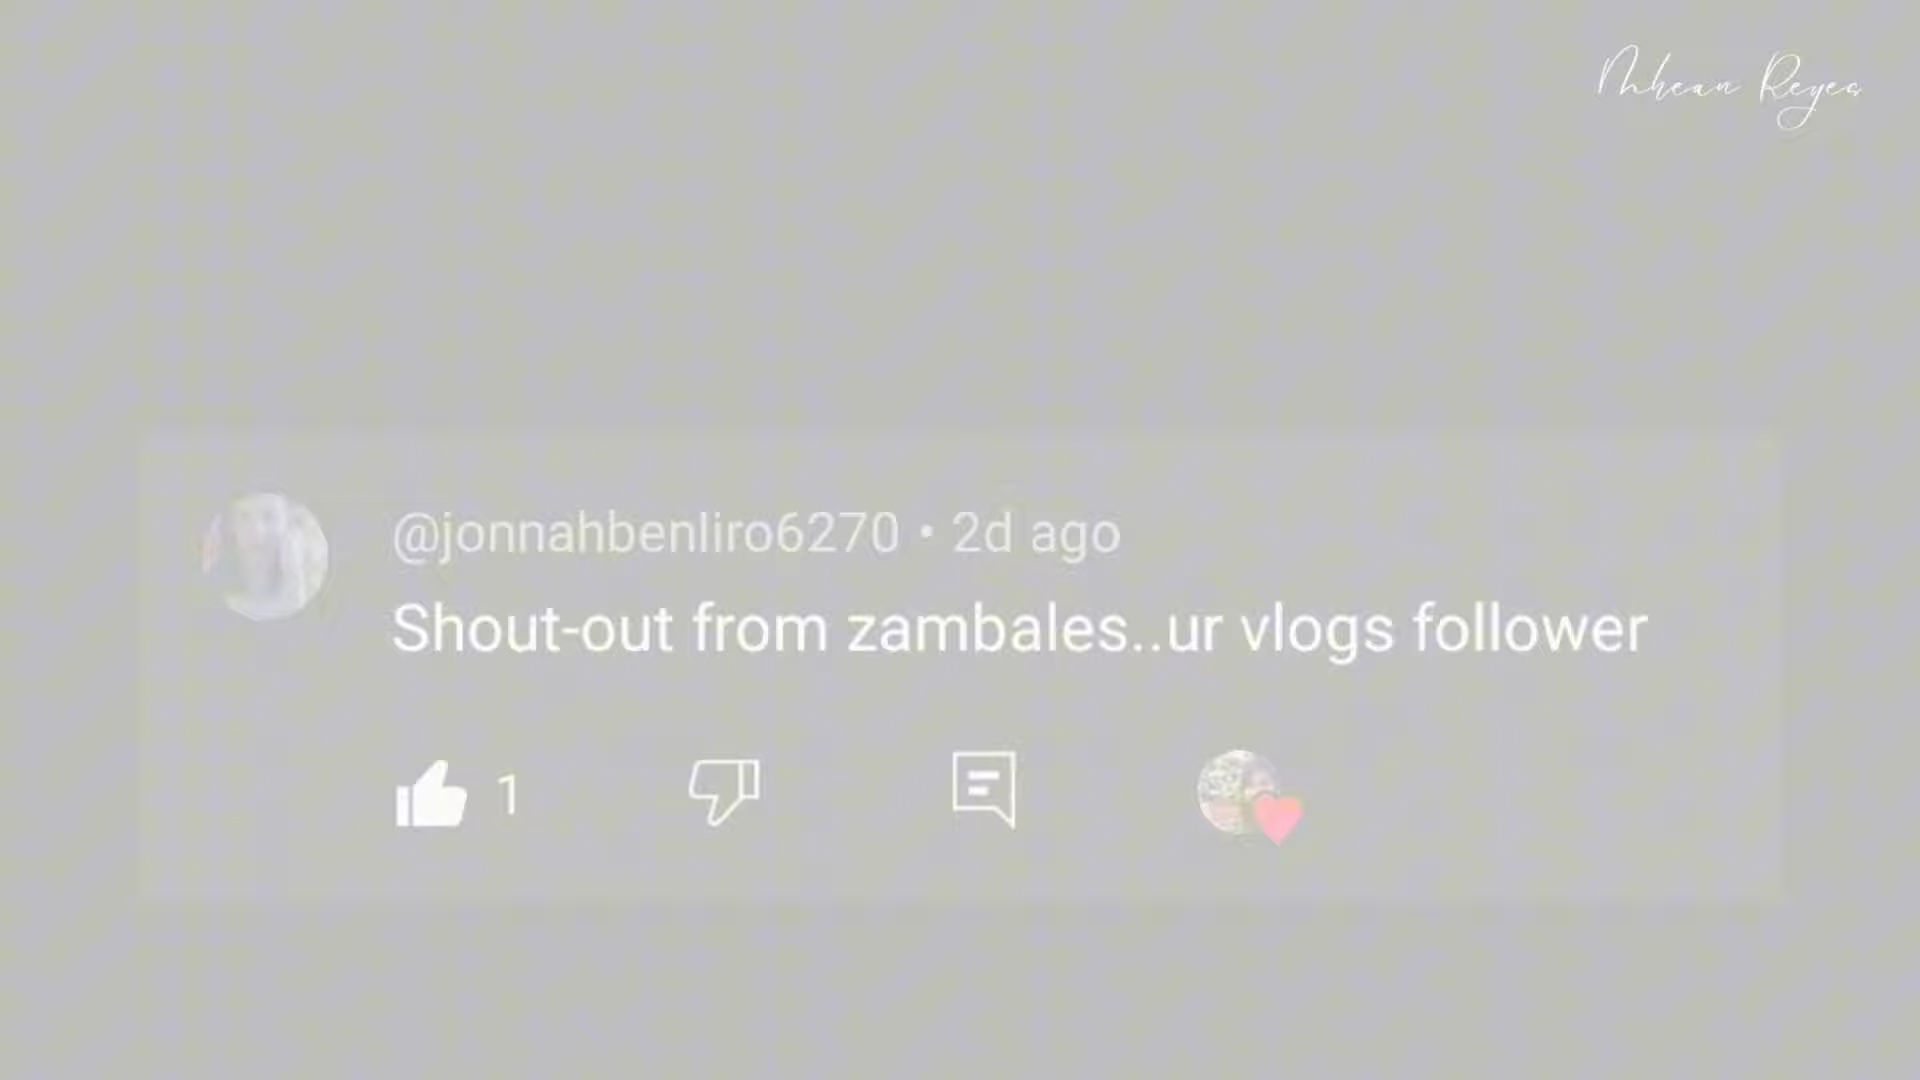 Mhean Reyes
@jonnahbenliro6270 • 2d ago
Shout-out from zambales..ur vlogs follower
1